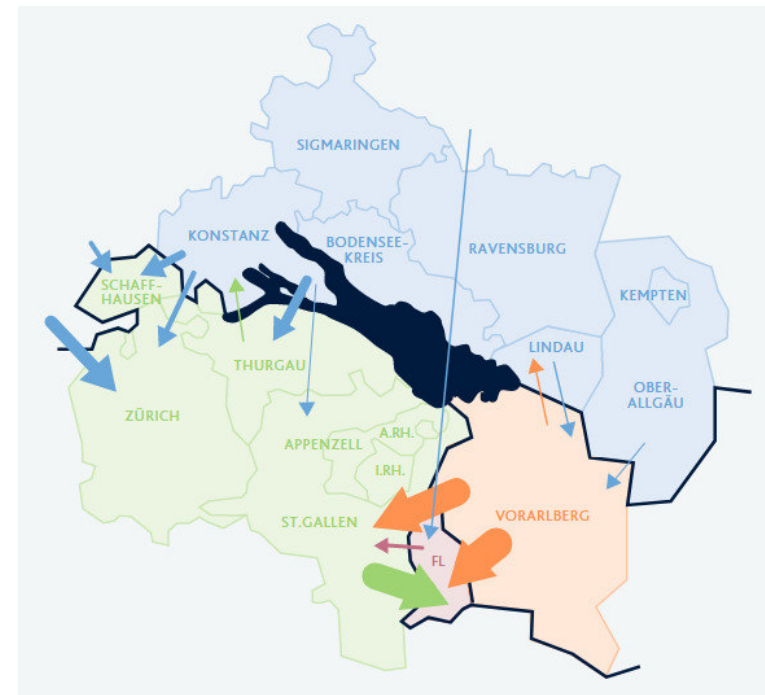 SIGMARINGEN
KONSTANZ
BODENSEE-
KREIS
RAVENSBURG
SCHAFF-
HAUSEN
KEMPTEN
THURGAU
LINDAU
OBER-
ALLGÄU
ZÜRICH
APPENZELL
A.RH.
I.RH.
ST.GALLEN
VORARLBERG
FL